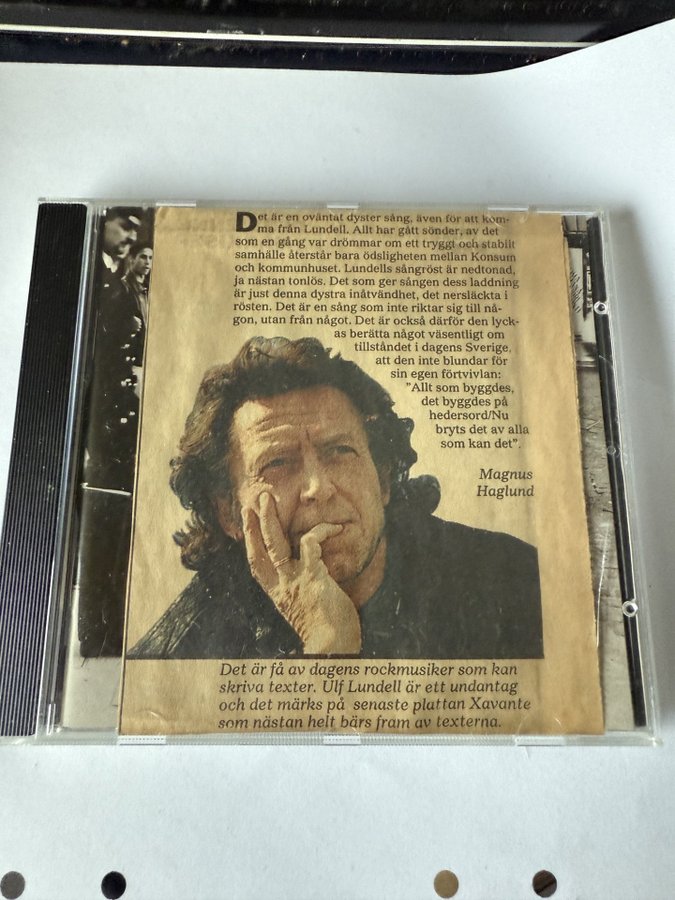 Det är en oväntat dyster sång, även för att kom-
ma från Lundell. Allt har gått sönder, av det
som en gång var drömmar om ett tryggt och stabilt
samhälle återstår bara ödsligheten mellan Konsum
och kommunhuset. Lundells sångröst är nedtonad,
ja nästan tonlös. Det som ger sången dess laddning
är just denna dystra inåtvändhet, det nersläckta i
rösten. Det är en sång som inte riktar sig till nå-
gon, utan från något. Det är också därför den lyck-
as berätta något väsentligt om
tillståndet i dagens Sverige,
att den inte blundar för
sin egen förtvivlan:
"Allt som byggdes,
det byggdes på
hedersord/Nu
bryts det av alla
som kan det".
Magnus
Haglund
Det är få av dagens rockmusiker som kan
skriva texter. Ulf Lundell är ett undantag
och det märks på senaste plattan Xavante
som nästan helt bärs fram av texterna.